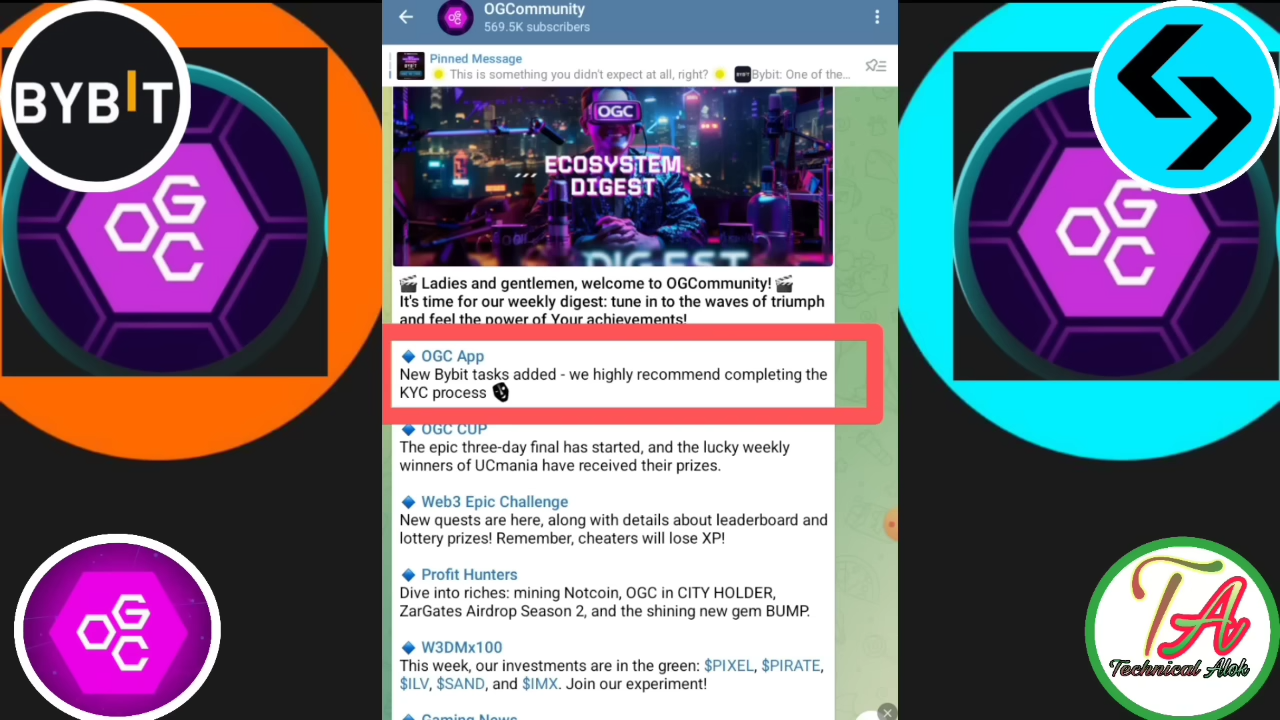 OGCommunity
569.5K subscribers
Pinned Message
This is something you didn't expect at all, right? BYBIT Bybit: One of the...
OGC
ECOSYSTEM
DIGEST
DIGEST
🎬 Ladies and gentlemen, welcome to OGCommunity! 🎬
It's time for our weekly digest: tune in to the waves of triumph
and feel the power of Your achievements!
🔷 OGC App
New Bybit tasks added - we highly recommend completing the
KYC process
🔷 OGC CUP
The epic three-day final has started, and the lucky weekly
winners of UCmania have received their prizes.
🔷 Web3 Epic Challenge
New quests are here, along with details about leaderboard and
lottery prizes! Remember, cheaters will lose XP!
🔷 Profit Hunters
Dive into riches: mining Notcoin, OGC in CITY HOLDER,
ZarGates Airdrop Season 2, and the shining new gem BUMP.
🔷 W3DMx100
This week, our investments are in the green: $PIXEL, $PIRATE,
$ILV, $SAND, and $IMX. Join our experiment!
🔷 Gaming News
BYBIT
OGC
OGC
OGC
TA
Technical Alok